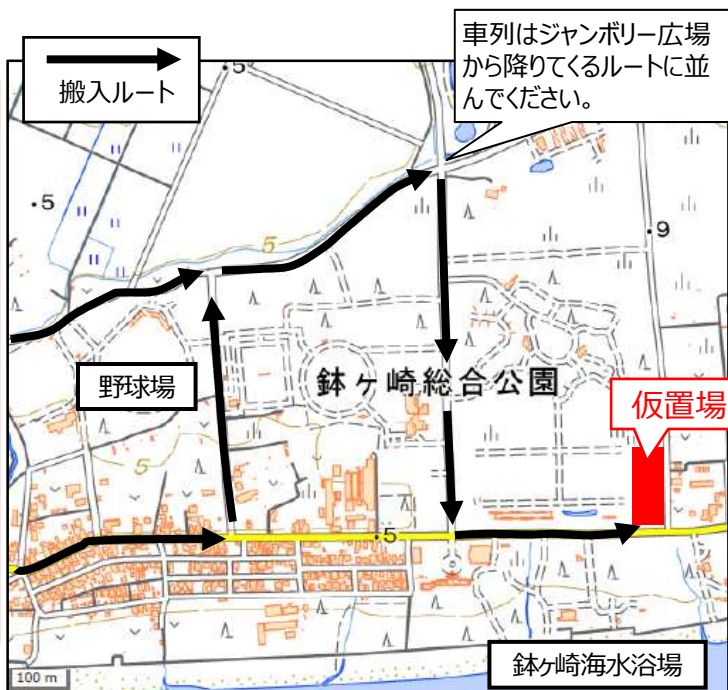 搬入ルート
車列はジャンボリー広場
から降りてくるルートに並
んでください。
5
5
5
9
野球場
鉢ヶ崎総合公園
仮置場
5
5
鉢ヶ崎海水浴場
100 m